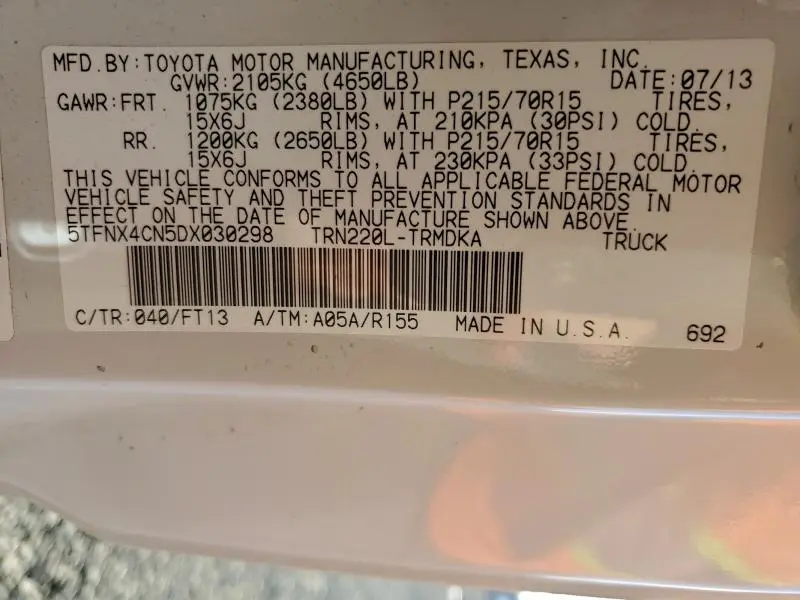 MFD.BY:TOYOTA MOTOR MANUFACTURING, TEXAS, INC.
GVWR:2105KG (4650LB) DATE:07/13
GAWR:FRT. 1075KG (2380LB) WITH P215/70R15 TIRES,
15X6J RIMS, AT 210KPA (30PSI) COLD.
RR. 1200KG (2650LB) WITH P215/70R15 TIRES,
15X6J RIMS, AT 230KPA (33PSI) COLD
THIS VEHICLE CONFORMS TO ALL APPLICABLE FEDERAL MOTOR
VEHICLE SAFETY AND THEFT PREVENTION STANDARDS IN
EFFECT ON THE DATE OF MANUFACTURE SHOWN ABOVE.
5TFNX4CN5DX030298 TRN220L-TRMDKA TRUCK
C/TR:040/FT13 A/TM:A05A/R155 MADE IN U.S.A. 692